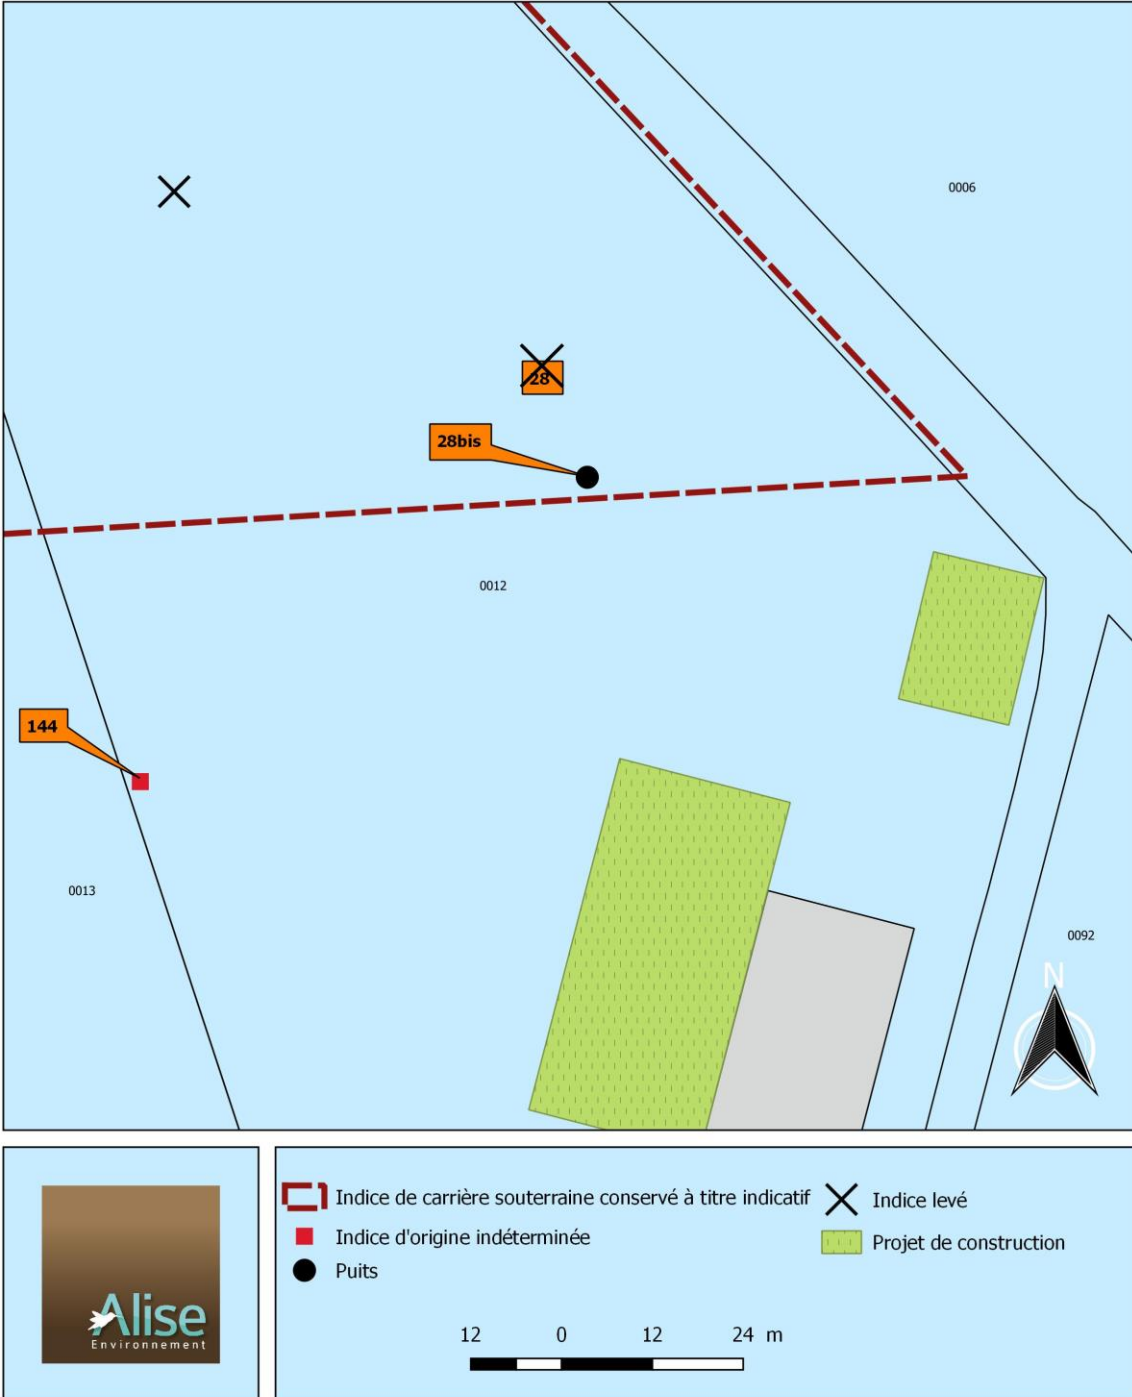 0006
28
28bis
0012
144
0013
0092
N
Indice de carrière souterraine conservé à titre indicatif
Indice levé
Indice d'origine indéterminée
Projet de construction
Puits
Alise
Environnement
12 0 12 24 m